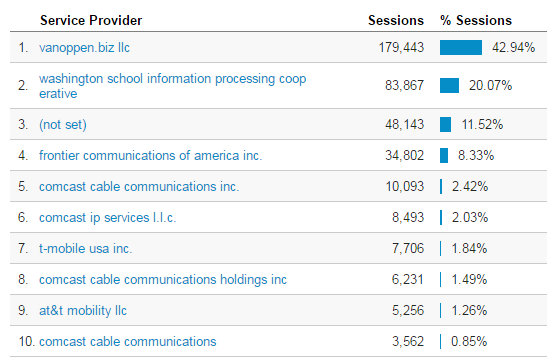 Service Provider Sessions % Sessions
1. vanoppen.biz llc 179,443 42.94%
2. washington school information processing coop
erative 83,867 20.07%
3. (not set) 48,143 11.52%
4. frontier communications of america inc. 34,802 8.33%
5. comcast cable communications inc. 10,093 2.42%
6. comcast ip services l.l.c. 8,493 2.03%
7. t-mobile usa inc. 7,706 1.84%
8. comcast cable communications holdings inc 6,231 1.49%
9. at&t mobility llc 5,256 1.26%
10. comcast cable communications 3,562 0.85%